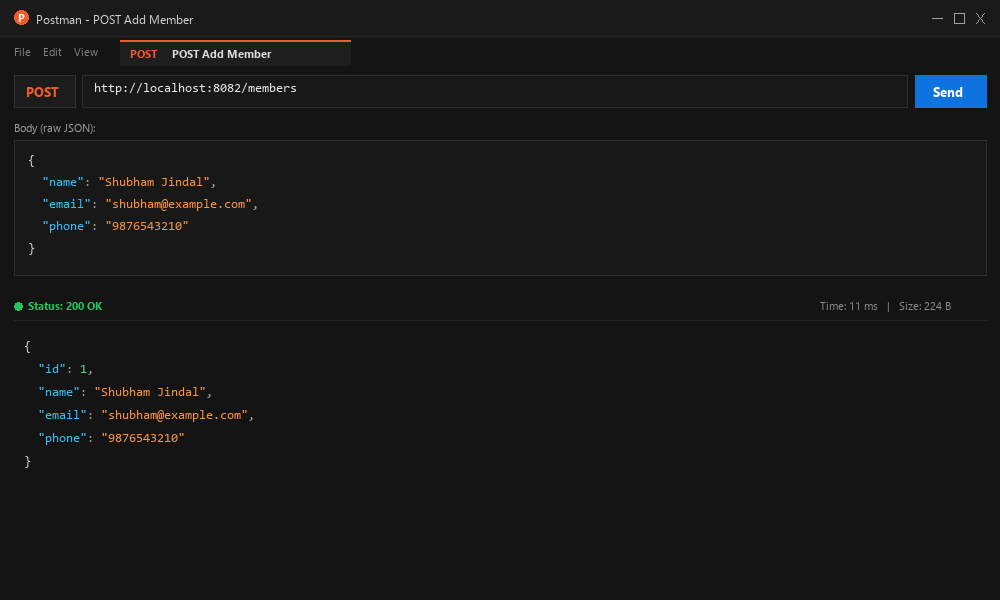 P Postman - POST Add Member
File Edit View POST POST Add Member
POST http://localhost:8082/members Send
Body (raw JSON):
{
"name": "Shubham Jindal",
"email": "shubham@example.com",
"phone": "9876543210"
}
Status: 200 OK Time: 11 ms | Size: 224 B
{
"id": 1,
"name": "Shubham Jindal",
"email": "shubham@example.com",
"phone": "9876543210"
}